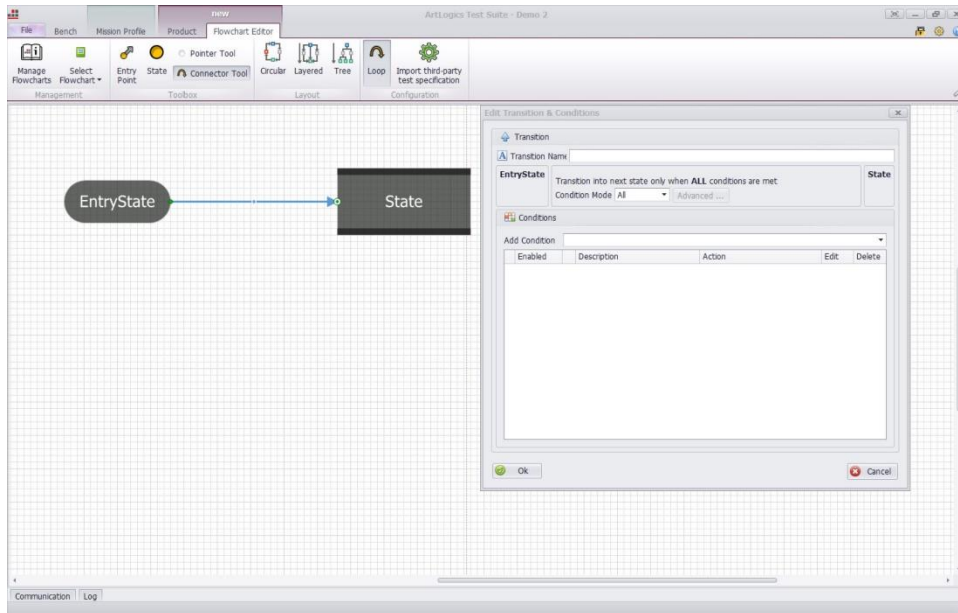 new
ArtLogics Test Suite - Demo 2
File Bench Mission Profile Product Flowchart Editor
Manage Flowcharts
Select Flowchart
Entry Point
State
Pointer Tool
Connector Tool
Circular Layered Tree
Loop
Import third-party test specification
Management Toolbox Layout Configuration
Edit Transition & Conditions
Transition
A Transition Name
EntryState
Transition into next state only when ALL conditions are met
State
Condition Mode All Advanced ...
Conditions
Add Condition
Enabled Description Action Edit Delete
Ok Cancel
EntryState State
Communication Log